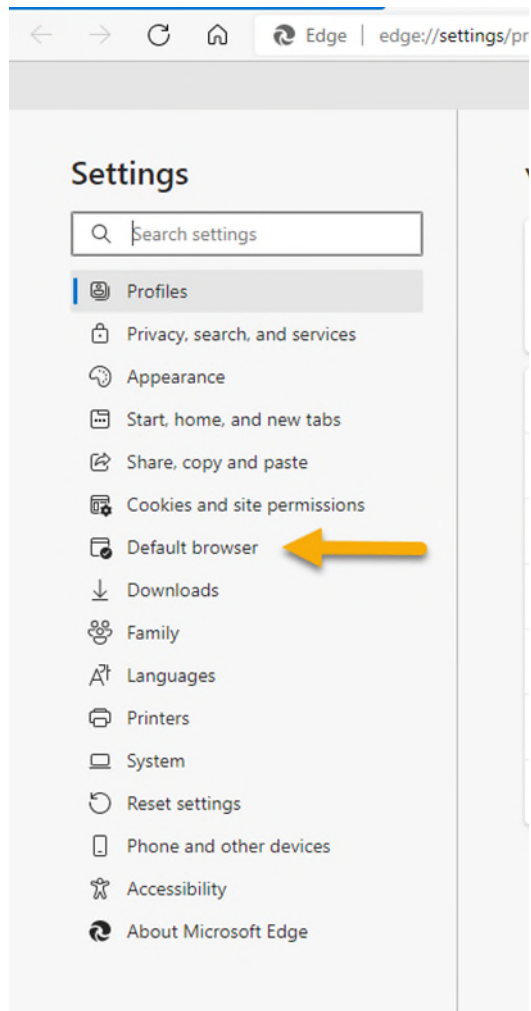 Edge | edge://settings/pr
Settings
Search settings
Profiles
Privacy, search, and services
Appearance
Start, home, and new tabs
Share, copy and paste
Cookies and site permissions
Default browser
Downloads
Family
Languages
Printers
System
Reset settings
Phone and other devices
Accessibility
About Microsoft Edge